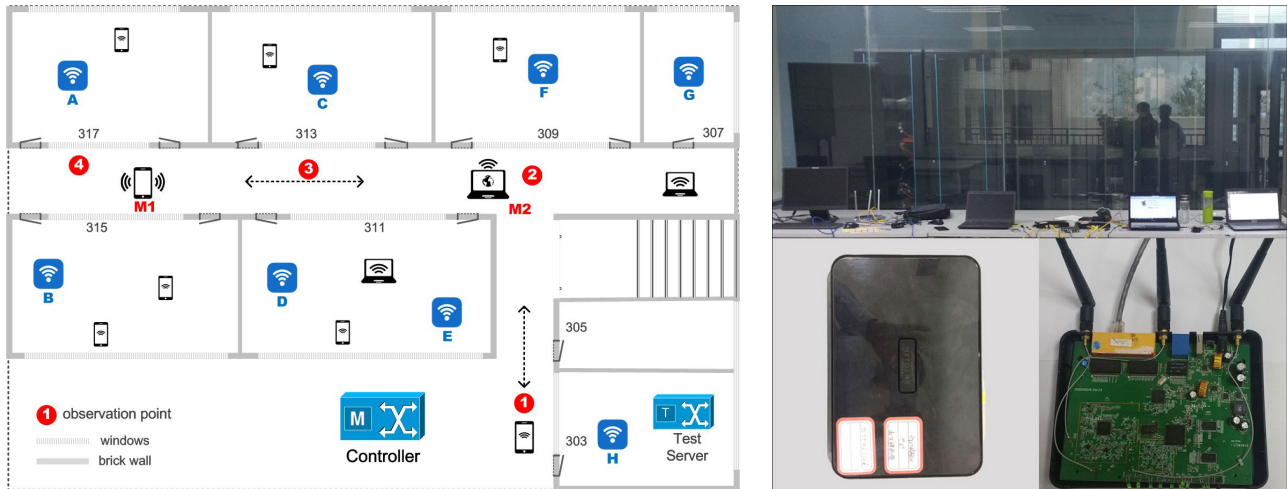 A
C
F
G
317
313
309
307
4
3
2
M1
M2
315
311
B
D
E
305
1
1 observation point
windows
brick wall
M
Controller
303
H
T
Test
Server